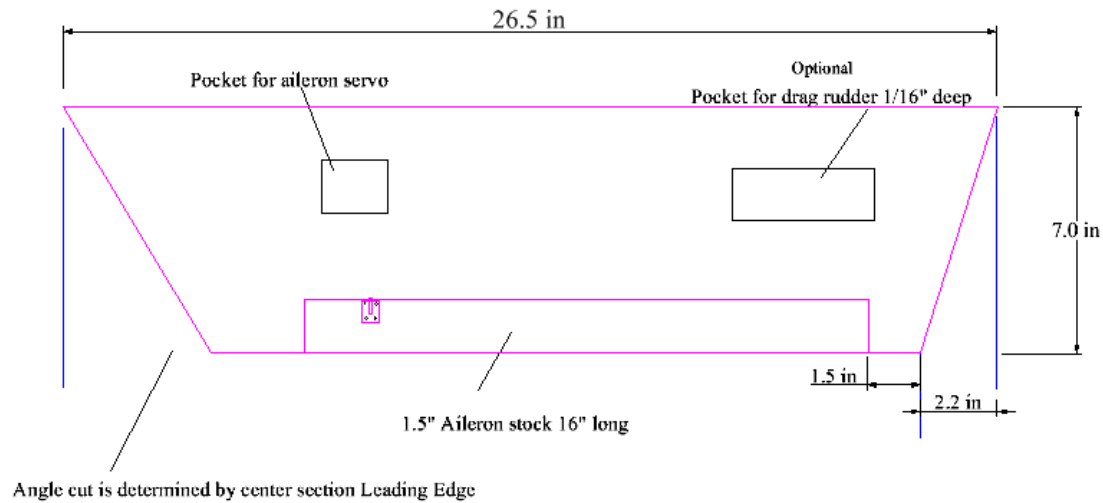 26.5 in
Pocket for aileron servo
Optional
Pocket for drag rudder 1/16" deep
7.0 in
1.5 in
2.2 in
1.5" Aileron stock 16" long
Angle cut is determined by center section Leading Edge